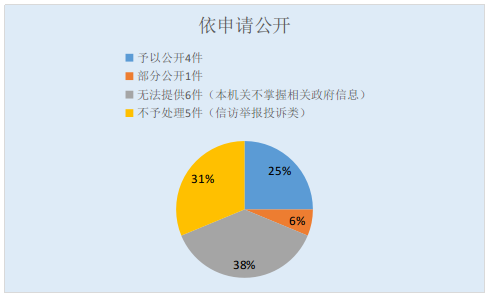 依申请公开
予以公开4件
部分公开1件
无法提供6件（本机关不掌握相关政府信息）
不予处理5件（信访举报投诉类）
31%
25%
6%
38%